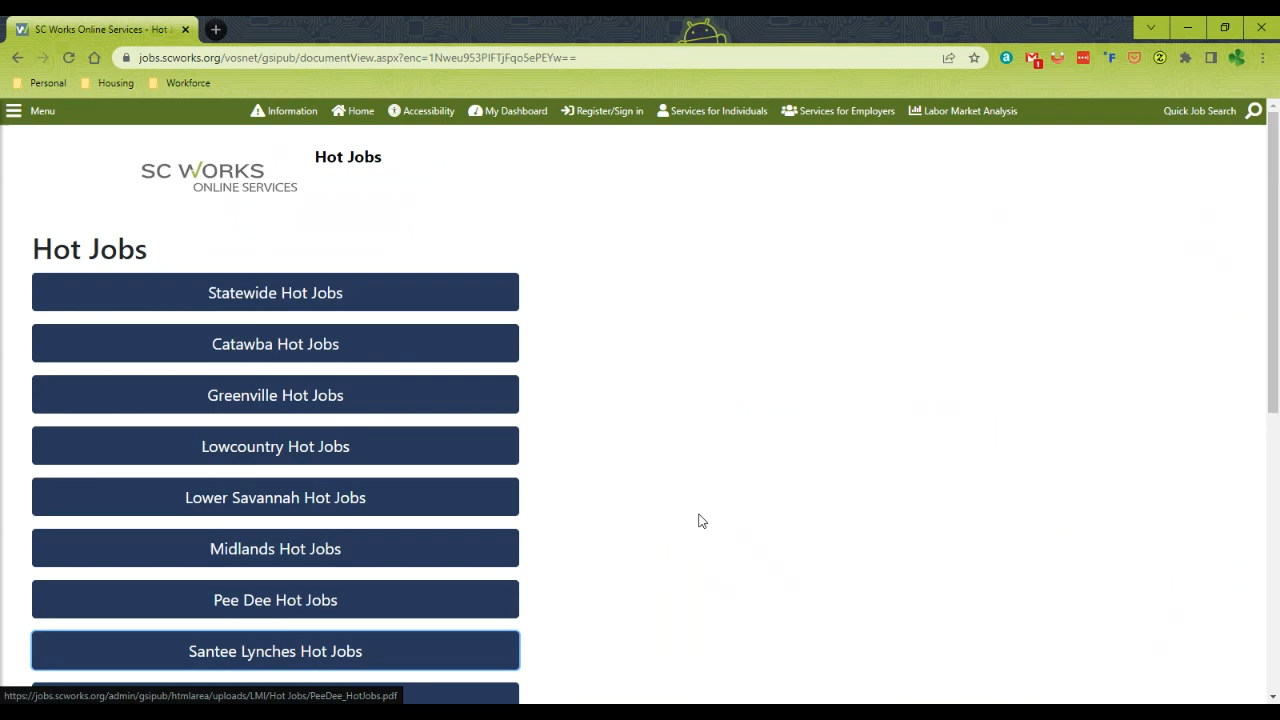 SC Works Online Services - Hot J
jobs.scworks.org/vosnet/gsipub/documentView.aspx?enc=1Nweu953PIFTjFqo5ePEYw==
Personal Housing Workforce
Menu Information Home Accessibility My Dashboard Register/Sign in Services for Individuals Services for Employers Labor Market Analysis Quick Job Search
SC WORKS
ONLINE SERVICES
Hot Jobs
Hot Jobs
Statewide Hot Jobs
Catawba Hot Jobs
Greenville Hot Jobs
Lowcountry Hot Jobs
Lower Savannah Hot Jobs
Midlands Hot Jobs
Pee Dee Hot Jobs
Santee Lynches Hot Jobs
https://jobs.scworks.org/admin/gsipub/htmlarea/uploads/LMI/Hot Jobs/PeeDee_HotJobs.pdf